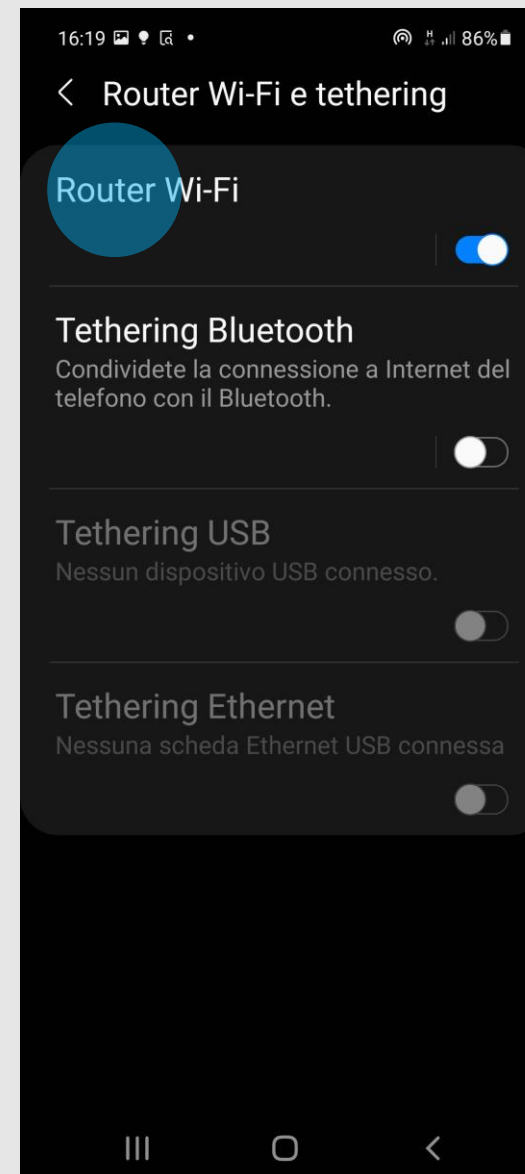 16:19
H 86%
Router Wi-Fi e tethering
Router Wi-Fi
Tethering Bluetooth
Condividete la connessione a Internet del
telefono con il Bluetooth.
Tethering USB
Nessun dispositivo USB connesso.
Tethering Ethernet
Nessuna scheda Ethernet USB connessa